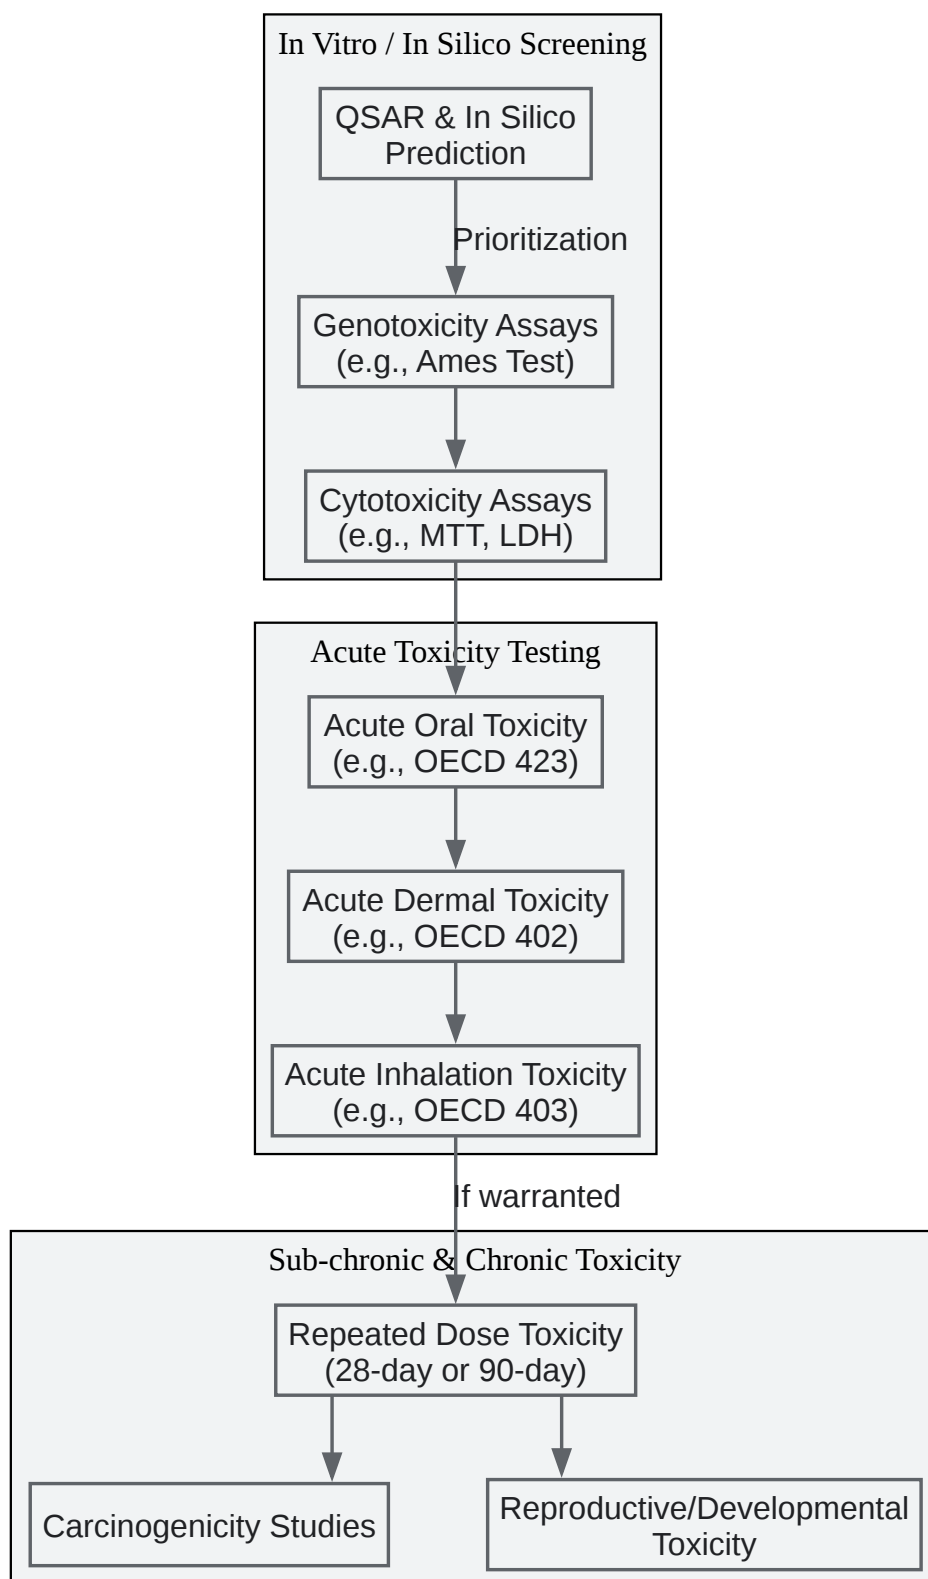 In Vitro / In Silico Screening
QSAR & In Silico
Prediction
Prioritization
Genotoxicity Assays
(e.g., Ames Test)
Cytotoxicity Assays
(e.g., MTT, LDH)
Acute Toxicity Testing
Acute Oral Toxicity
(e.g., OECD 423)
Acute Dermal Toxicity
(e.g., OECD 402)
Acute Inhalation Toxicity
(e.g., OECD 403)
If warranted
Sub-chronic & Chronic Toxicity
Repeated Dose Toxicity
(28-day or 90-day)
Carcinogenicity Studies
Reproductive/Developmental
Toxicity